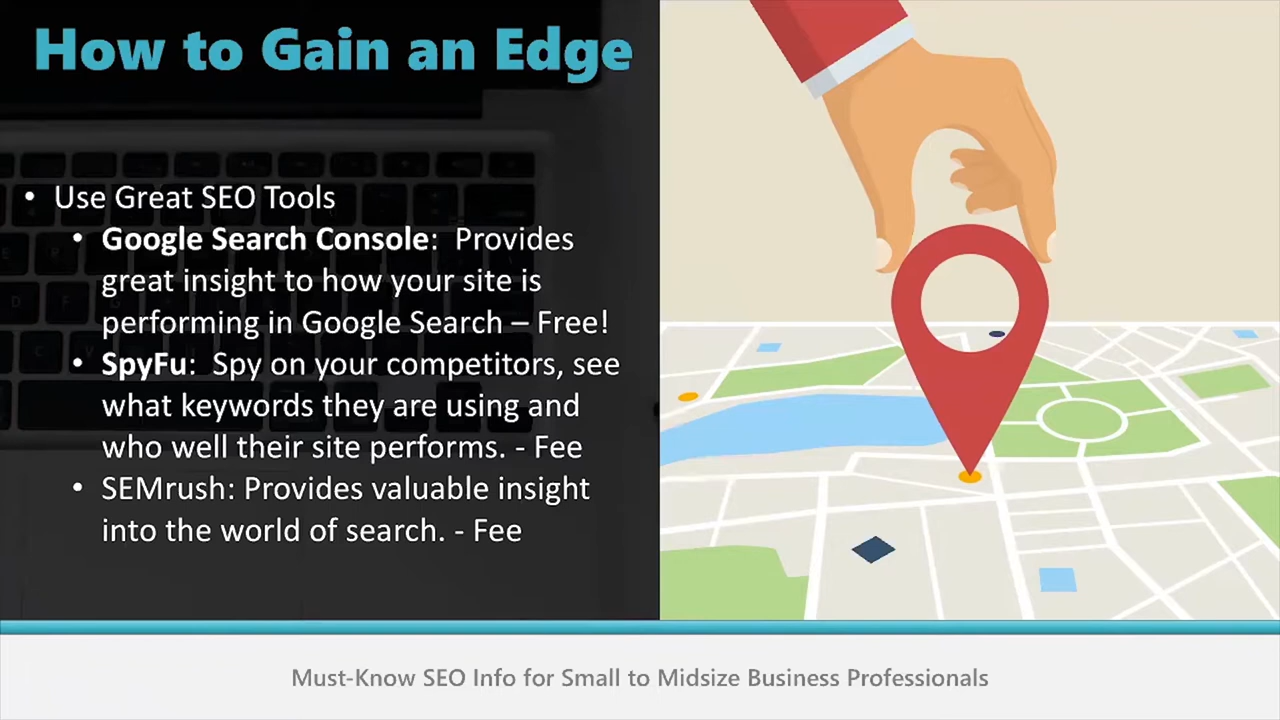 How to Gain an Edge
• Use Great SEO Tools
• Google Search Console: Provides
great insight to how your site is
performing in Google Search – Free!
• SpyFu: Spy on your competitors, see
what keywords they are using and
who well their site performs. - Fee
• SEMrush: Provides valuable insight
into the world of search. - Fee
Must-Know SEO Info for Small to Midsize Business Professionals